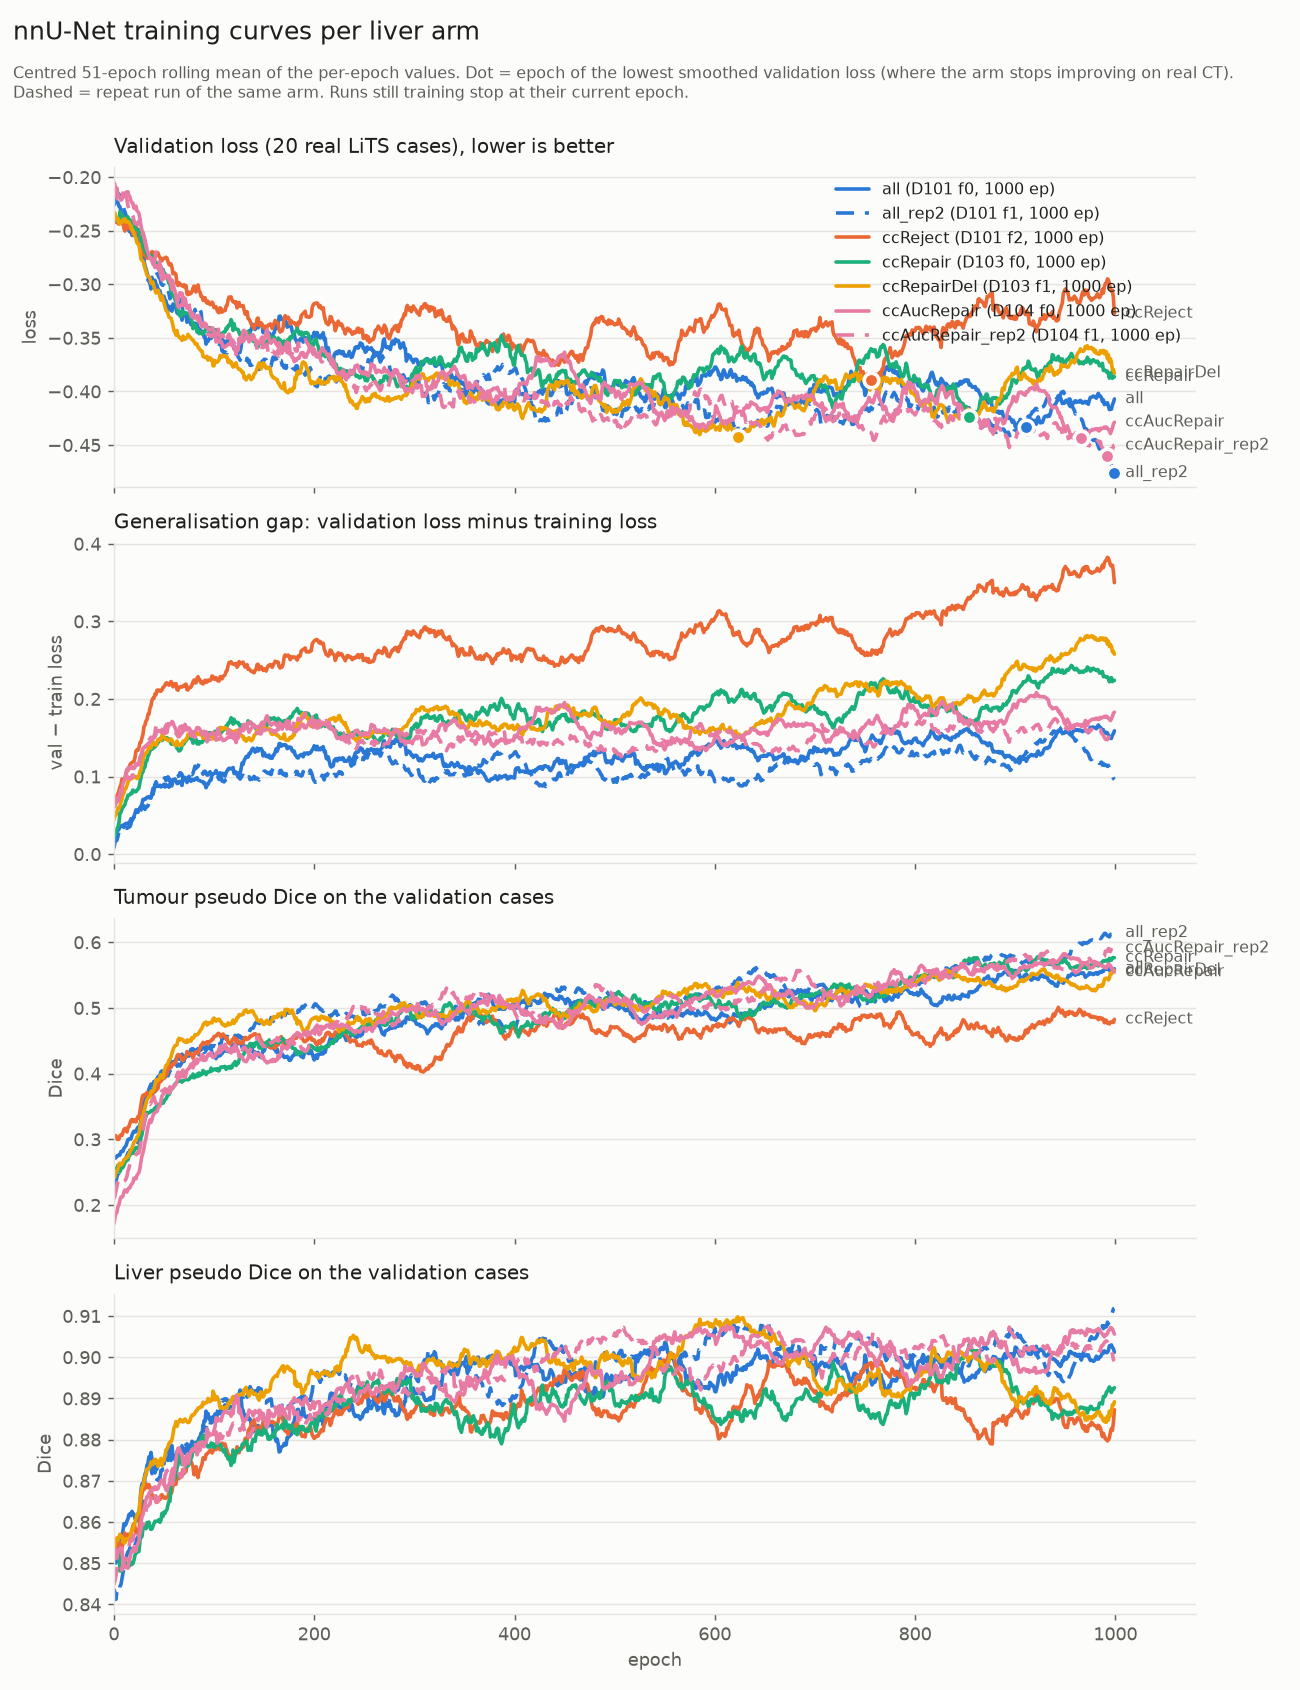 nnU-Net training curves per liver arm
Centred 51-epoch rolling mean of the per-epoch values. Dot = epoch of the lowest smoothed validation loss (where the arm stops improving on real CT).
Dashed = repeat run of the same arm. Runs still training stop at their current epoch.
Validation loss (20 real LiTS cases), lower is better
−0.20
−0.25
−0.30
−0.35
−0.40
−0.45
loss
all (D101 f0, 1000 ep)
all_rep2 (D101 f1, 1000 ep)
ccReject (D101 f2, 1000 ep)
ccRepair (D103 f0, 1000 ep)
ccRepairDel (D103 f1, 1000 ep)
ccAucRepair (D104 f0, 1000 ep)
ccAucRepair_rep2 (D104 f1, 1000 ep)
ccReject
ccRepairDel
ccRepair
all
ccAucRepair
ccAucRepair_rep2
all_rep2
Generalisation gap: validation loss minus training loss
0.4
0.3
0.2
0.1
0.0
val − train loss
Tumour pseudo Dice on the validation cases
0.6
0.5
0.4
0.3
0.2
Dice
all_rep2
ccAucRepair_rep2
ccRepair
ccRepairDel
ccAucRepair
ccReject
Liver pseudo Dice on the validation cases
0.91
0.90
0.89
0.88
0.87
0.86
0.85
0.84
Dice
0 200 400 600 800 1000
epoch